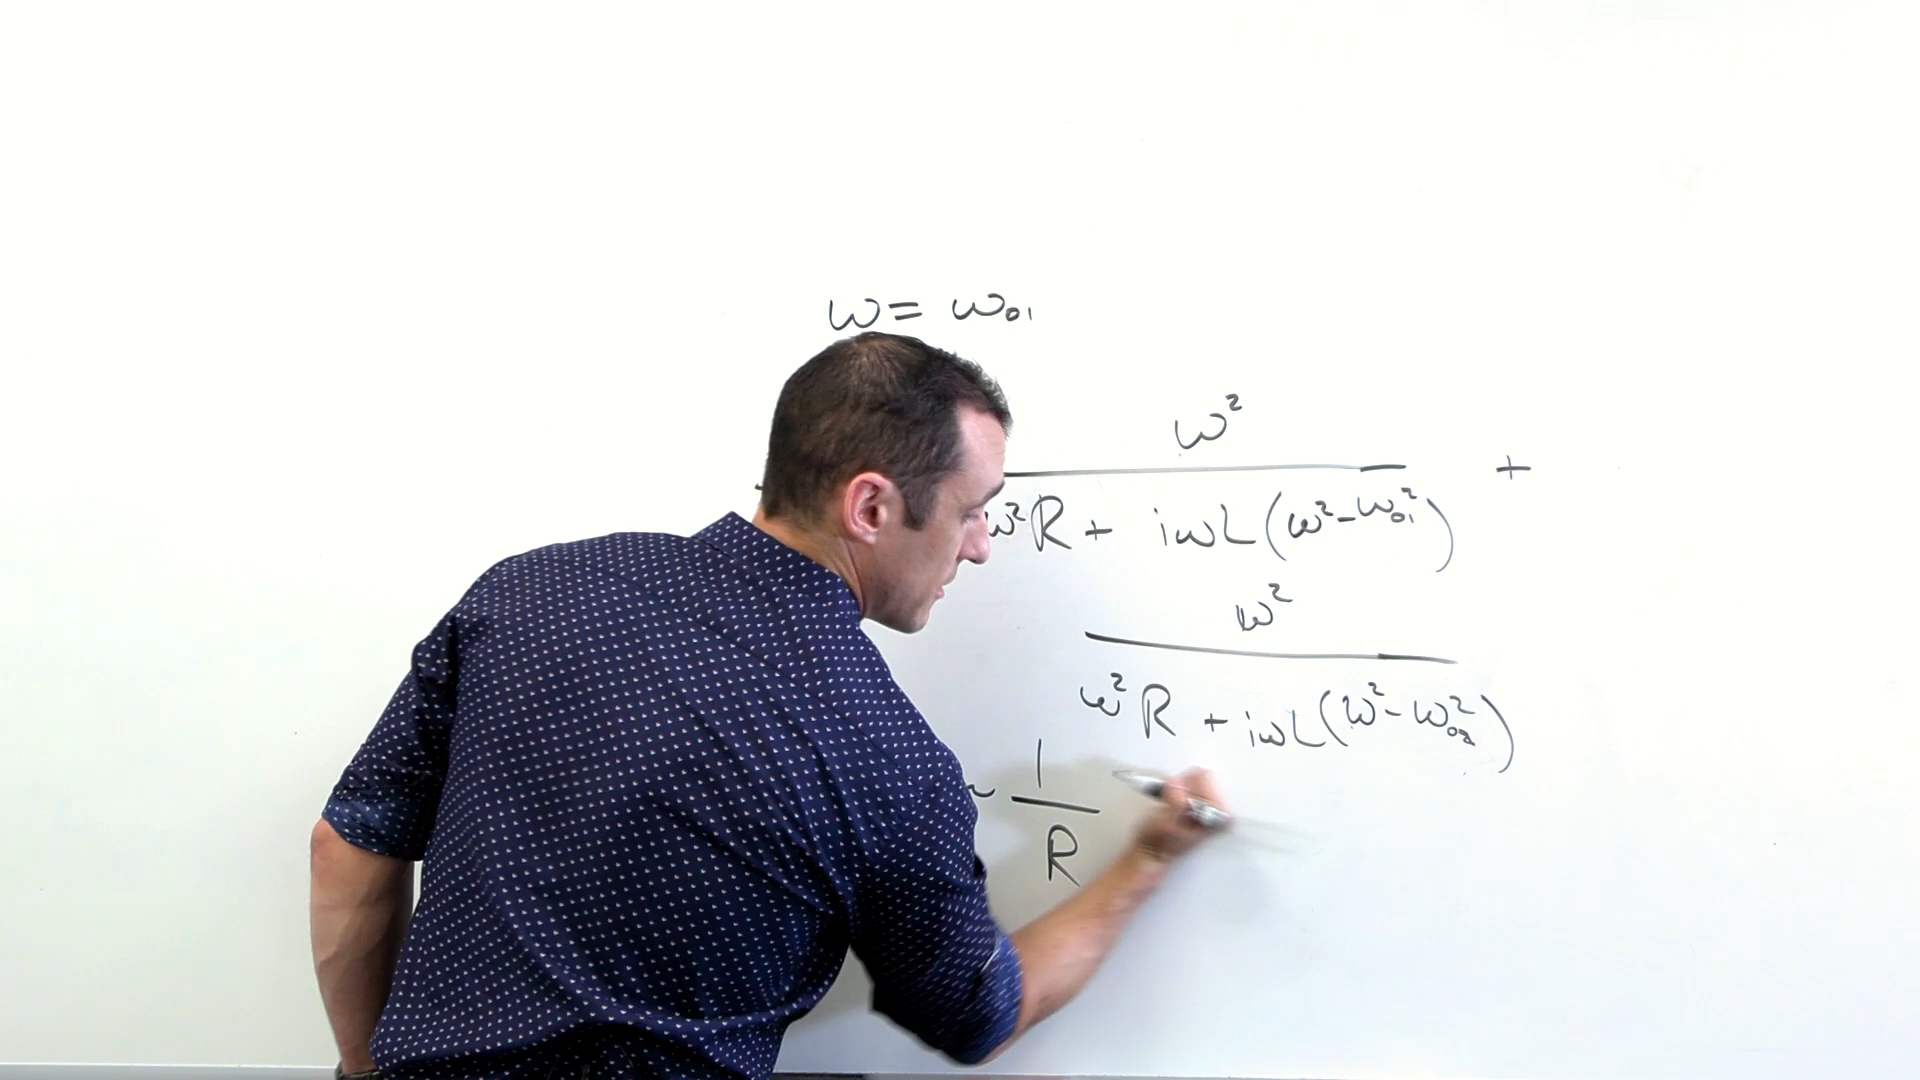 ω = ω₀₁
ω²
ω²R + iωL(ω² - ω₀₁²) +
ω²
ω²R + iωL(ω² - ω₀₂²)
1
R